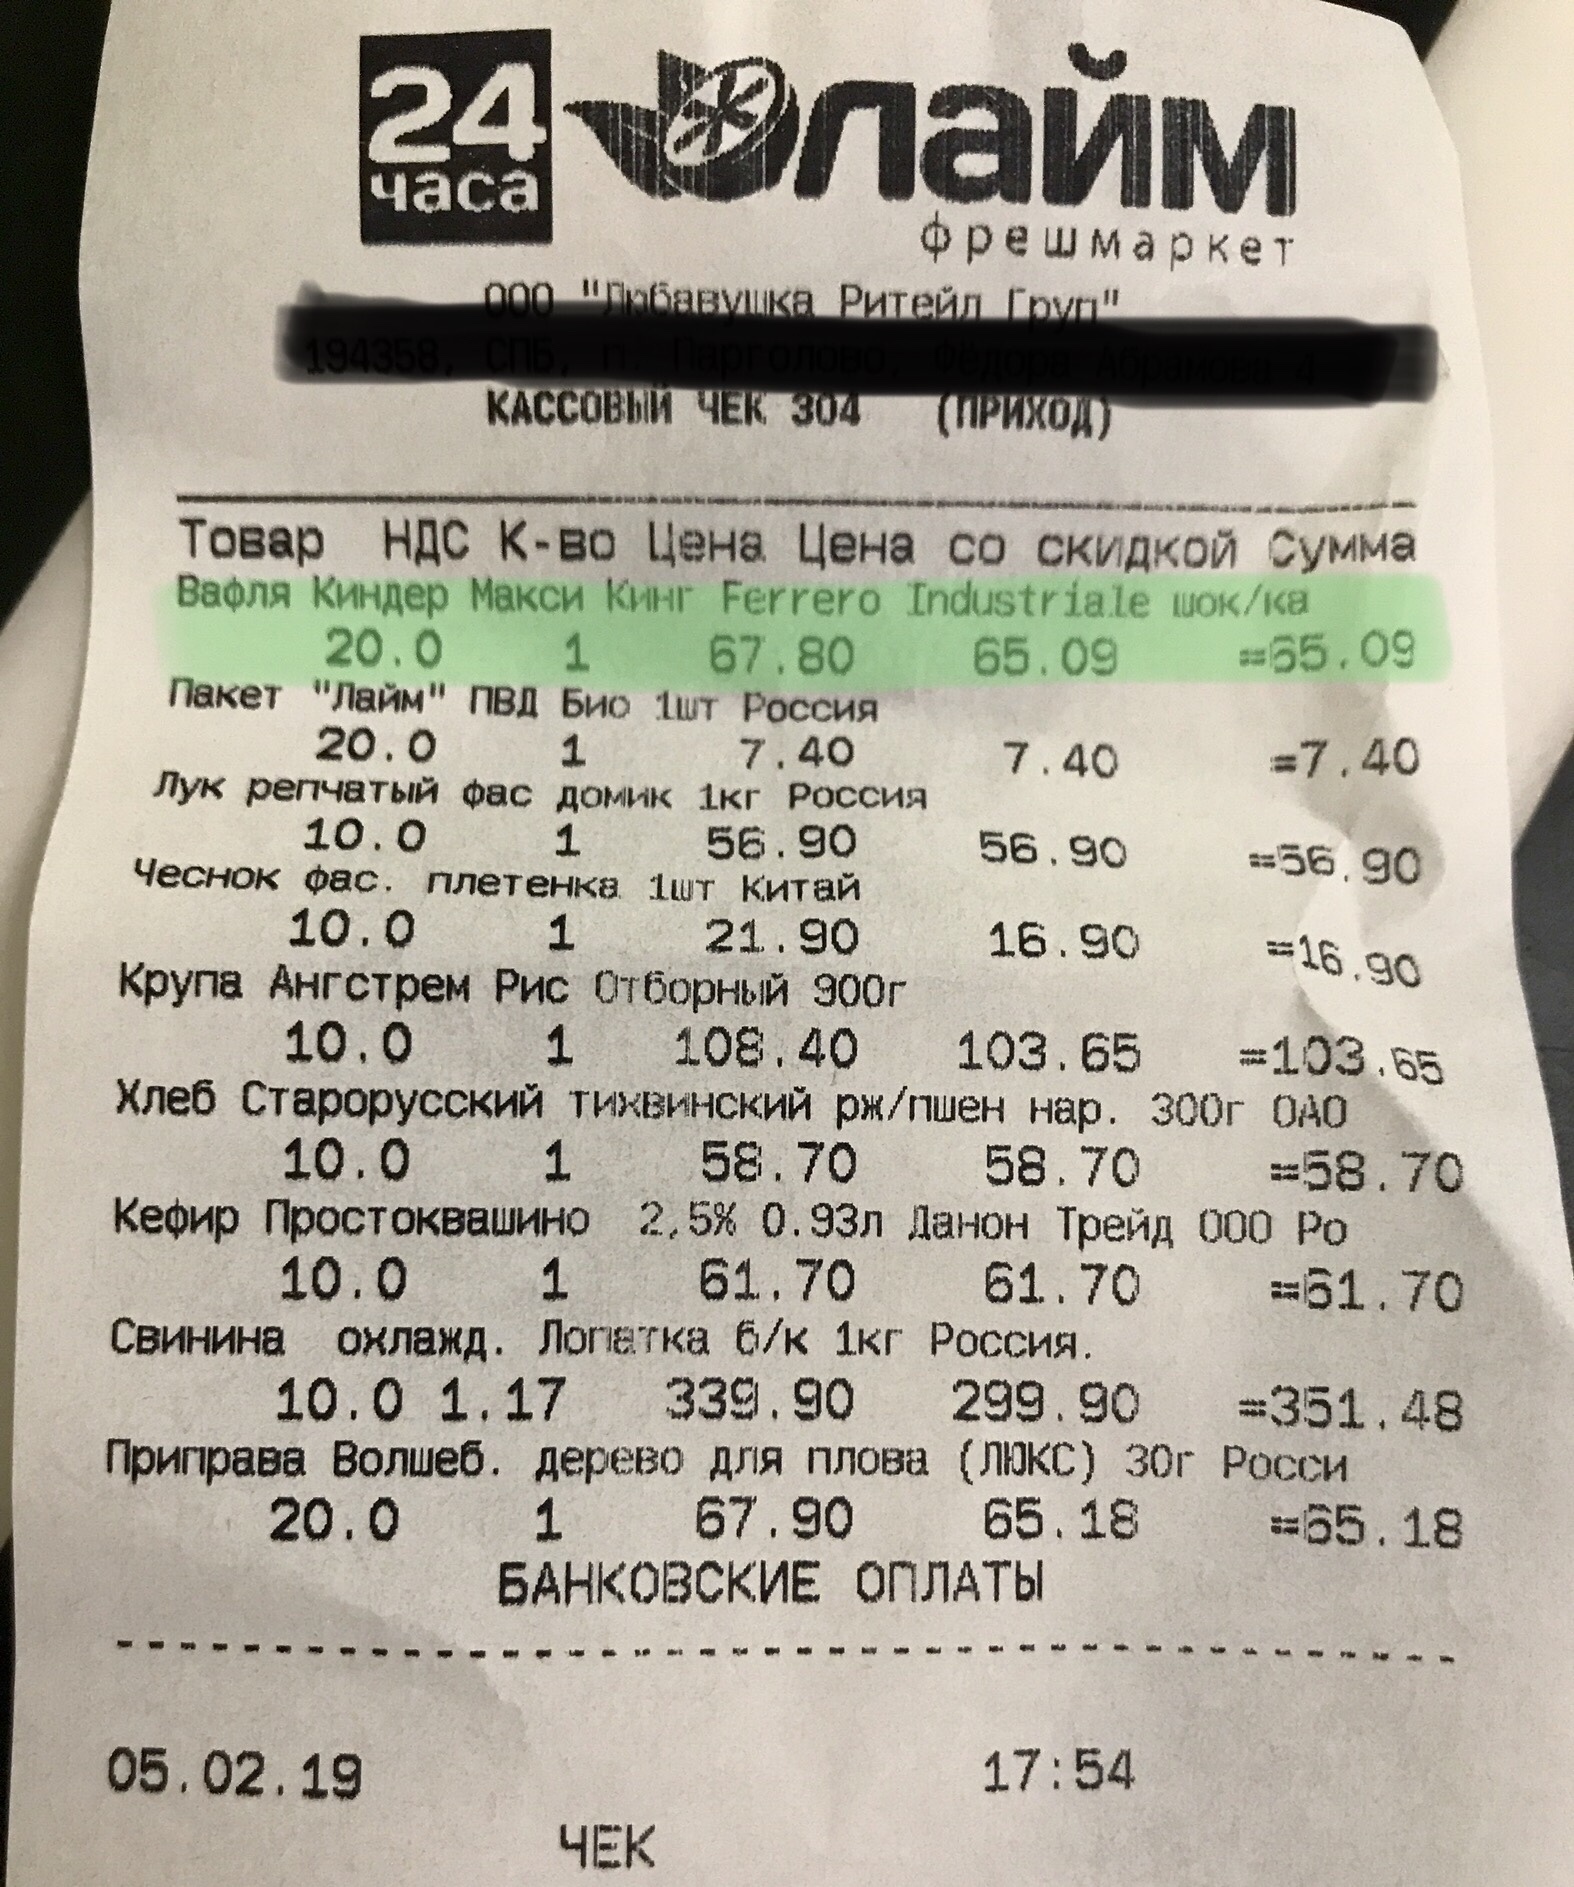 24
часа
лайм
фрешмаркет
ООО "Любавушка Ритейл Груп"
КАССОВЫЙ ЧЕК 304 (ПРИХОД)
Товар НДС К-во Цена Цена со скидкой Сумма
Вафля Киндер Макси Кинг Ferrero Industriale шок/ка
20.0 1 67.80 65.09 =65.09
Пакет "Лайм" ПВД Био 1шт Россия
20.0 1 7.40 7.40 =7.40
Лук репчатый фас домик 1кг Россия
10.0 1 56.90 56.90 =56.90
Чеснок фас. плетенка 1шт Китай
10.0 1 21.90 16.90 =16.90
Крупа Ангстрем Рис Отборный 900г
10.0 1 108.40 103.65 =103.65
Хлеб Старорусский тихвинский рж/пшен нар. 300г ОАО
10.0 1 58.70 58.70 =58.70
Кефир Простоквашино 2,5% 0.93л Данон Трейд ООО Ро
10.0 1 61.70 61.70 =61.70
Свинина охлажд. Лопатка б/к 1кг Россия.
10.0 1.17 339.90 299.90 =351.48
Приправа Волшеб. дерево для плова (ЛЮКС) 30г Росси
20.0 1 67.90 65.18 =65.18
БАНКОВСКИЕ ОПЛАТЫ
05.02.19 17:54
ЧЕК